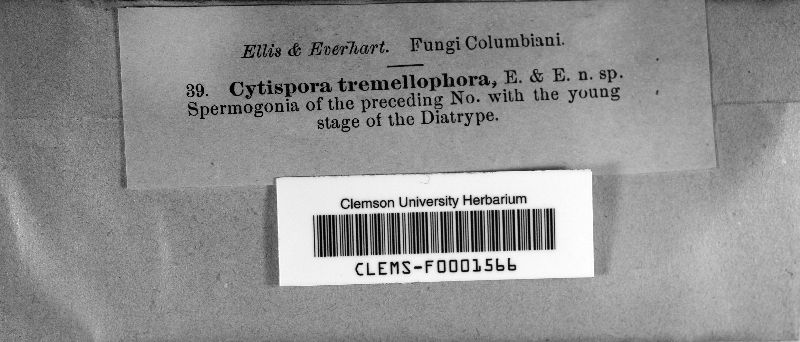 Ellis & Everhart. Fungi Columbiani.
39. Cytispora tremellophora, E. & E. n. sp.
Spermogonia of the preceding No. with the young
stage of the Diatrype.
Clemson University Herbarium
CLEMS-F0001566